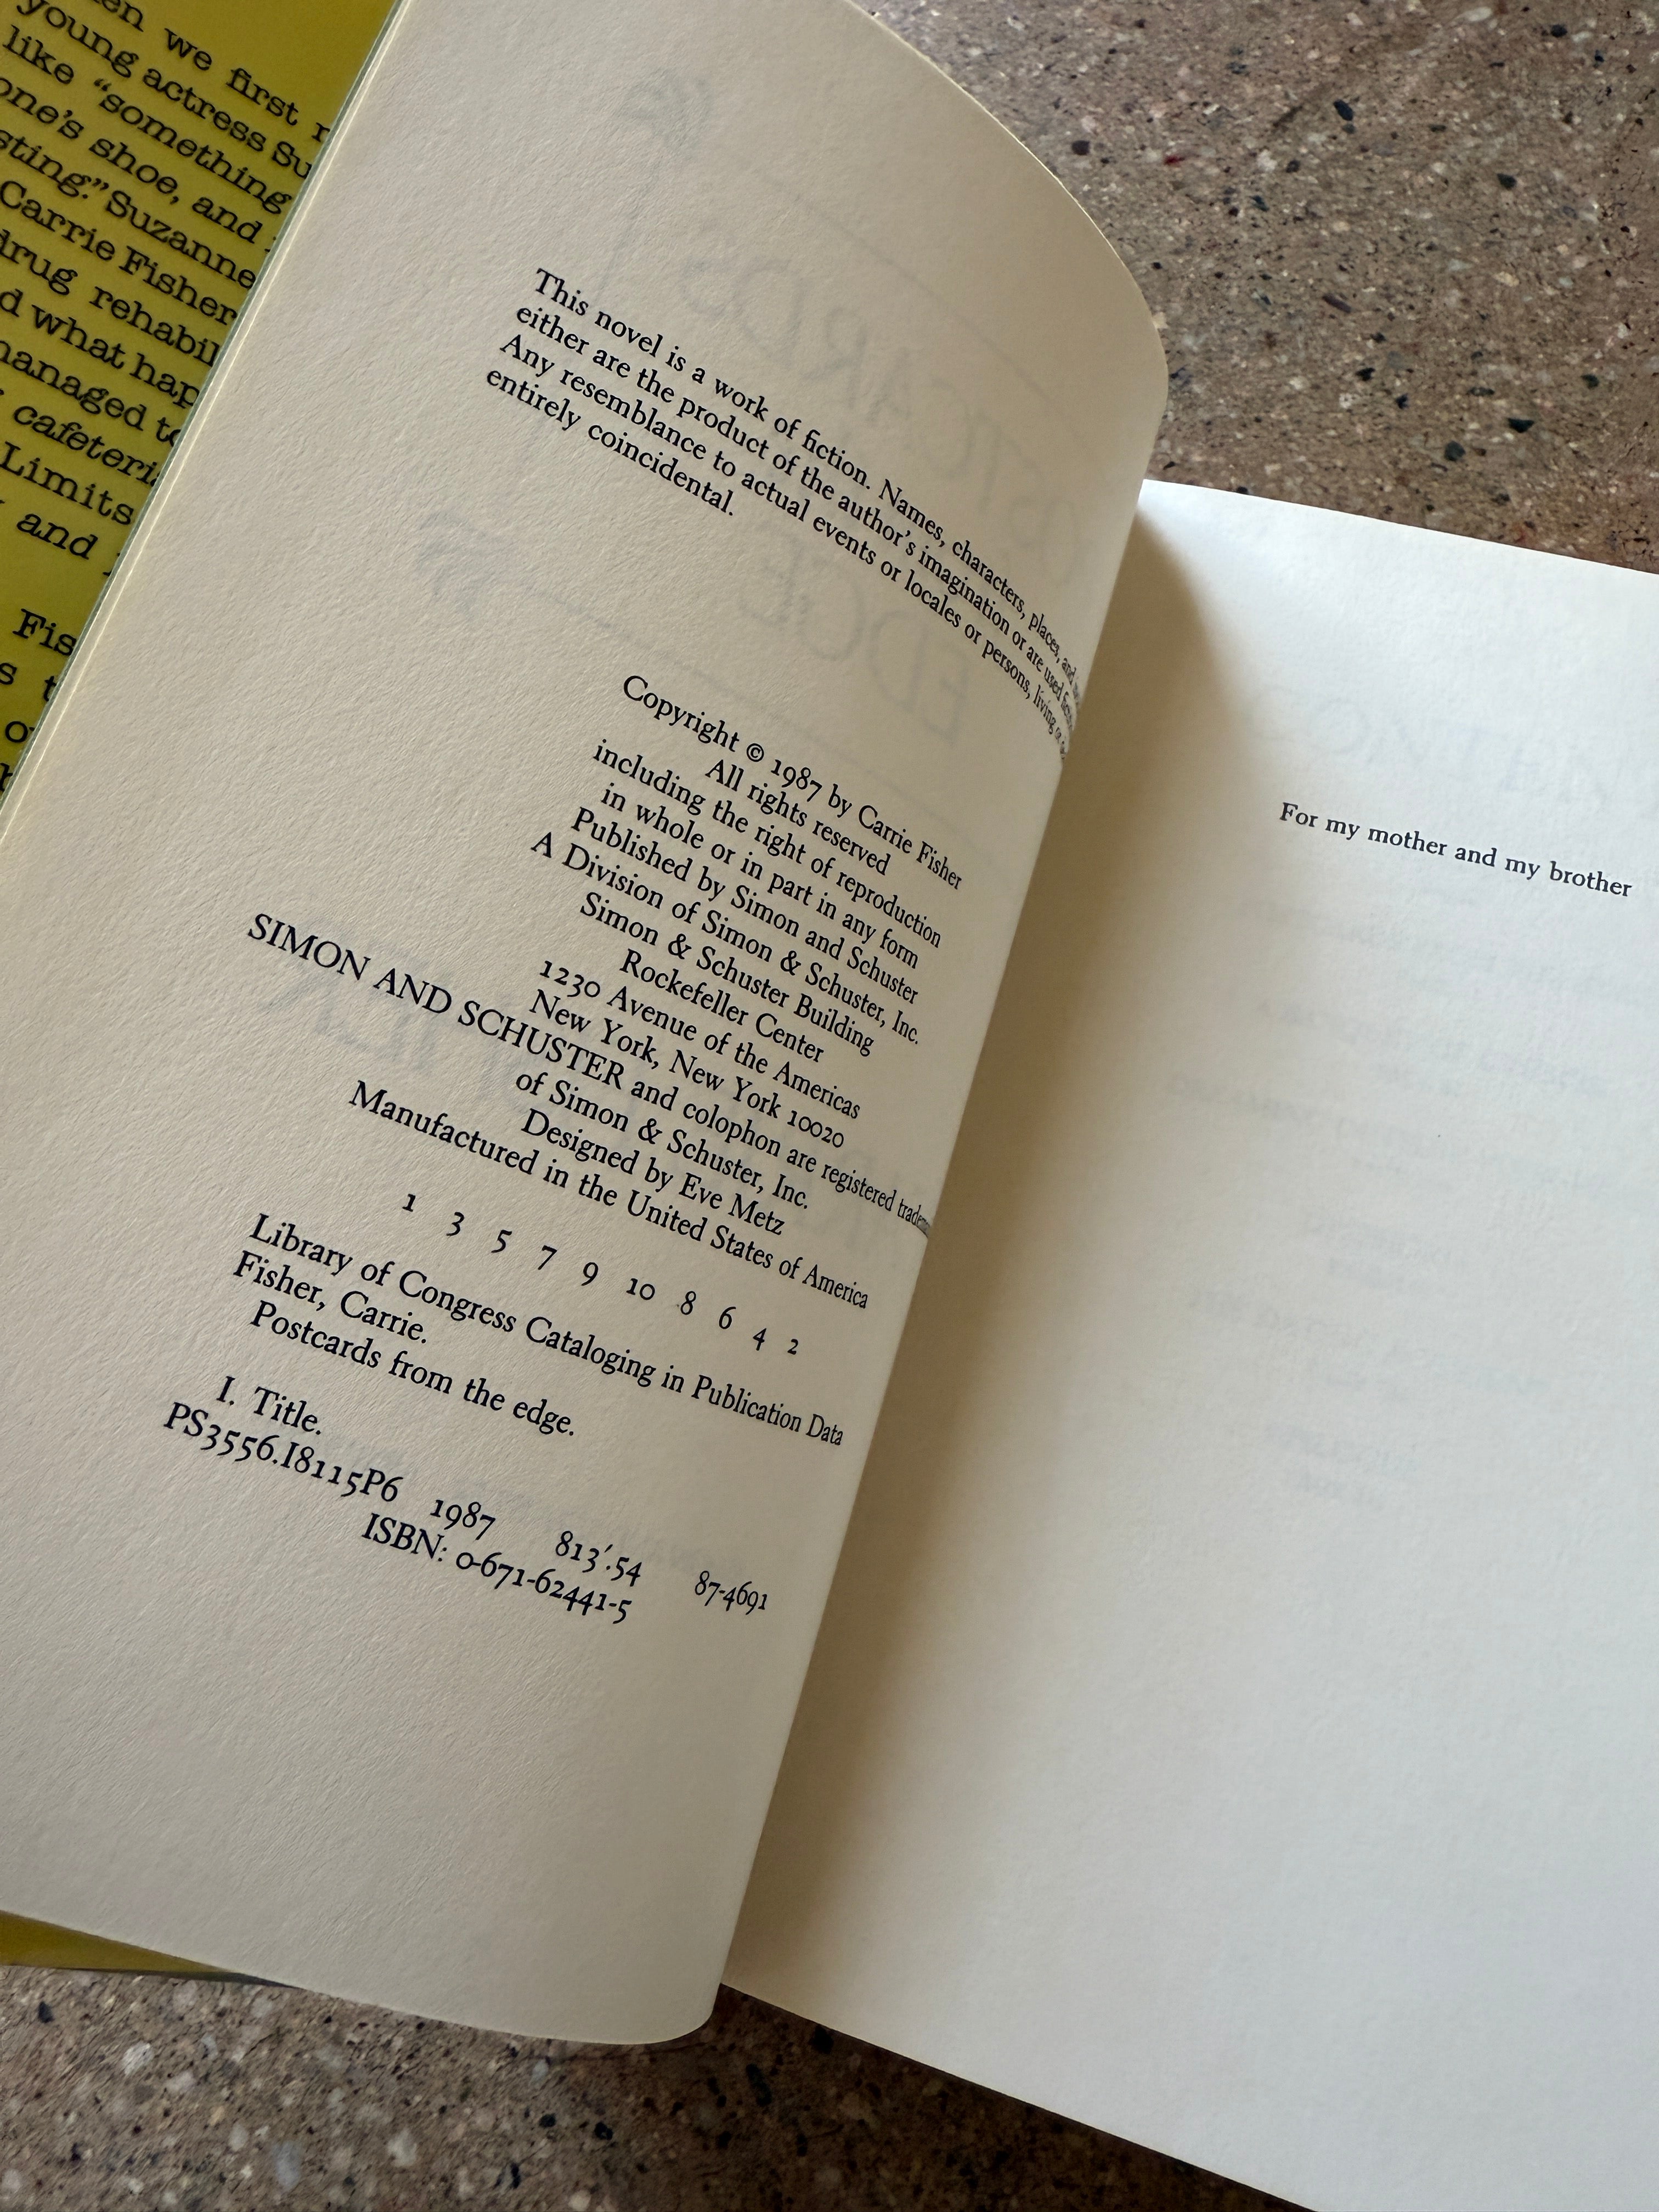 en we first
young actress Su
like “something
one’s shoe, and
sting.” Suzanne
Carrie Fisher
drug rehabil
d what hap
managed to
cafeteri
Limits
and
Fis
s t
This novel is a work of fiction. Names, characters, places, and
either are the product of the author’s imagination or are used
Any resemblance to actual events or locales or persons, living or
entirely coincidental.
Copyright © 1987 by Carrie Fisher
All rights reserved
including the right of reproduction
in whole or in part in any form
Published by Simon and Schuster
A Division of Simon & Schuster, Inc.
Simon & Schuster Building
Rockefeller Center
1230 Avenue of the Americas
New York, New York 10020
SIMON AND SCHUSTER and colophon are registered tradem
of Simon & Schuster, Inc.
Designed by Eve Metz
Manufactured in the United States of America
1 3 5 7 9 10 8 6 4 2
Library of Congress Cataloging in Publication Data
Fisher, Carrie.
Postcards from the edge.
I. Title.
PS3556.I8115P6 1987 813′.54 87-4691
ISBN: 0-671-62441-5
For my mother and my brother